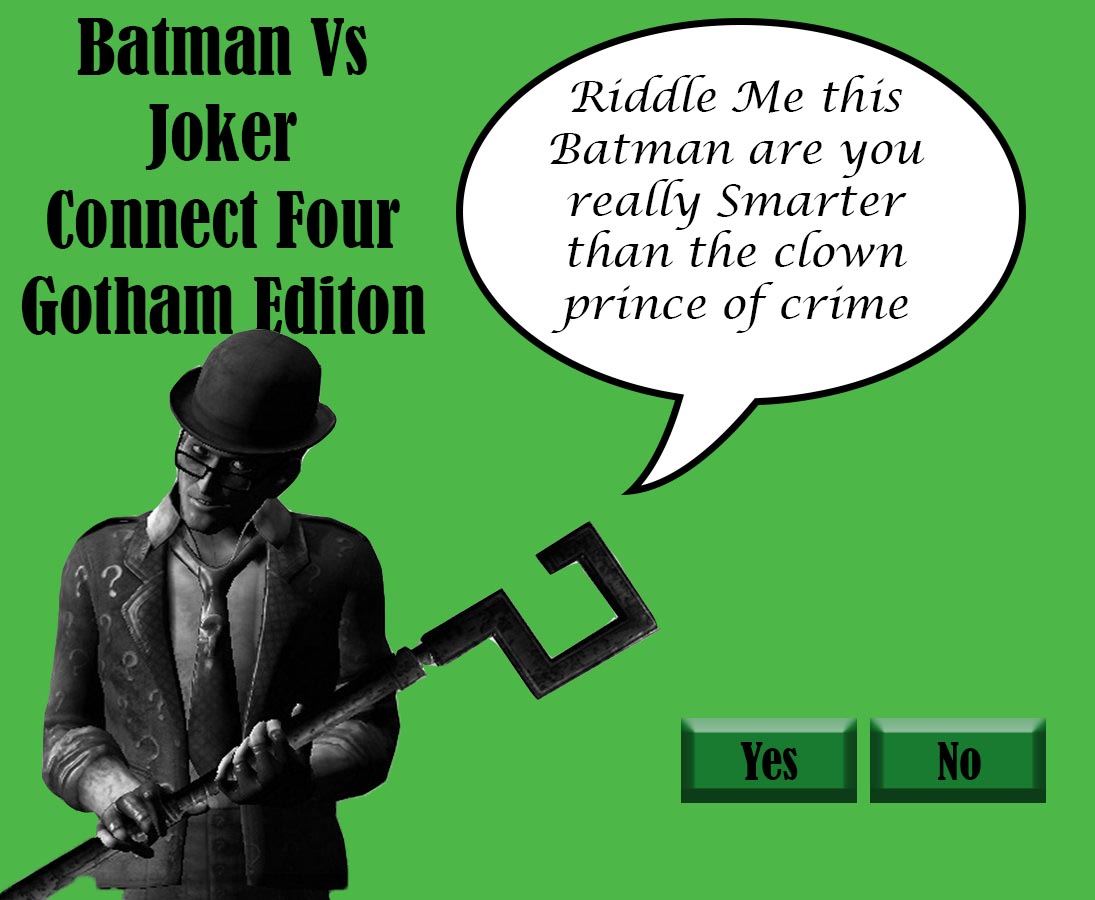 Batman Vs
Joker
Connect Four
Gotham Editon
Riddle Me this
Batman are you
really Smarter
than the clown
prince of crime
Yes
No